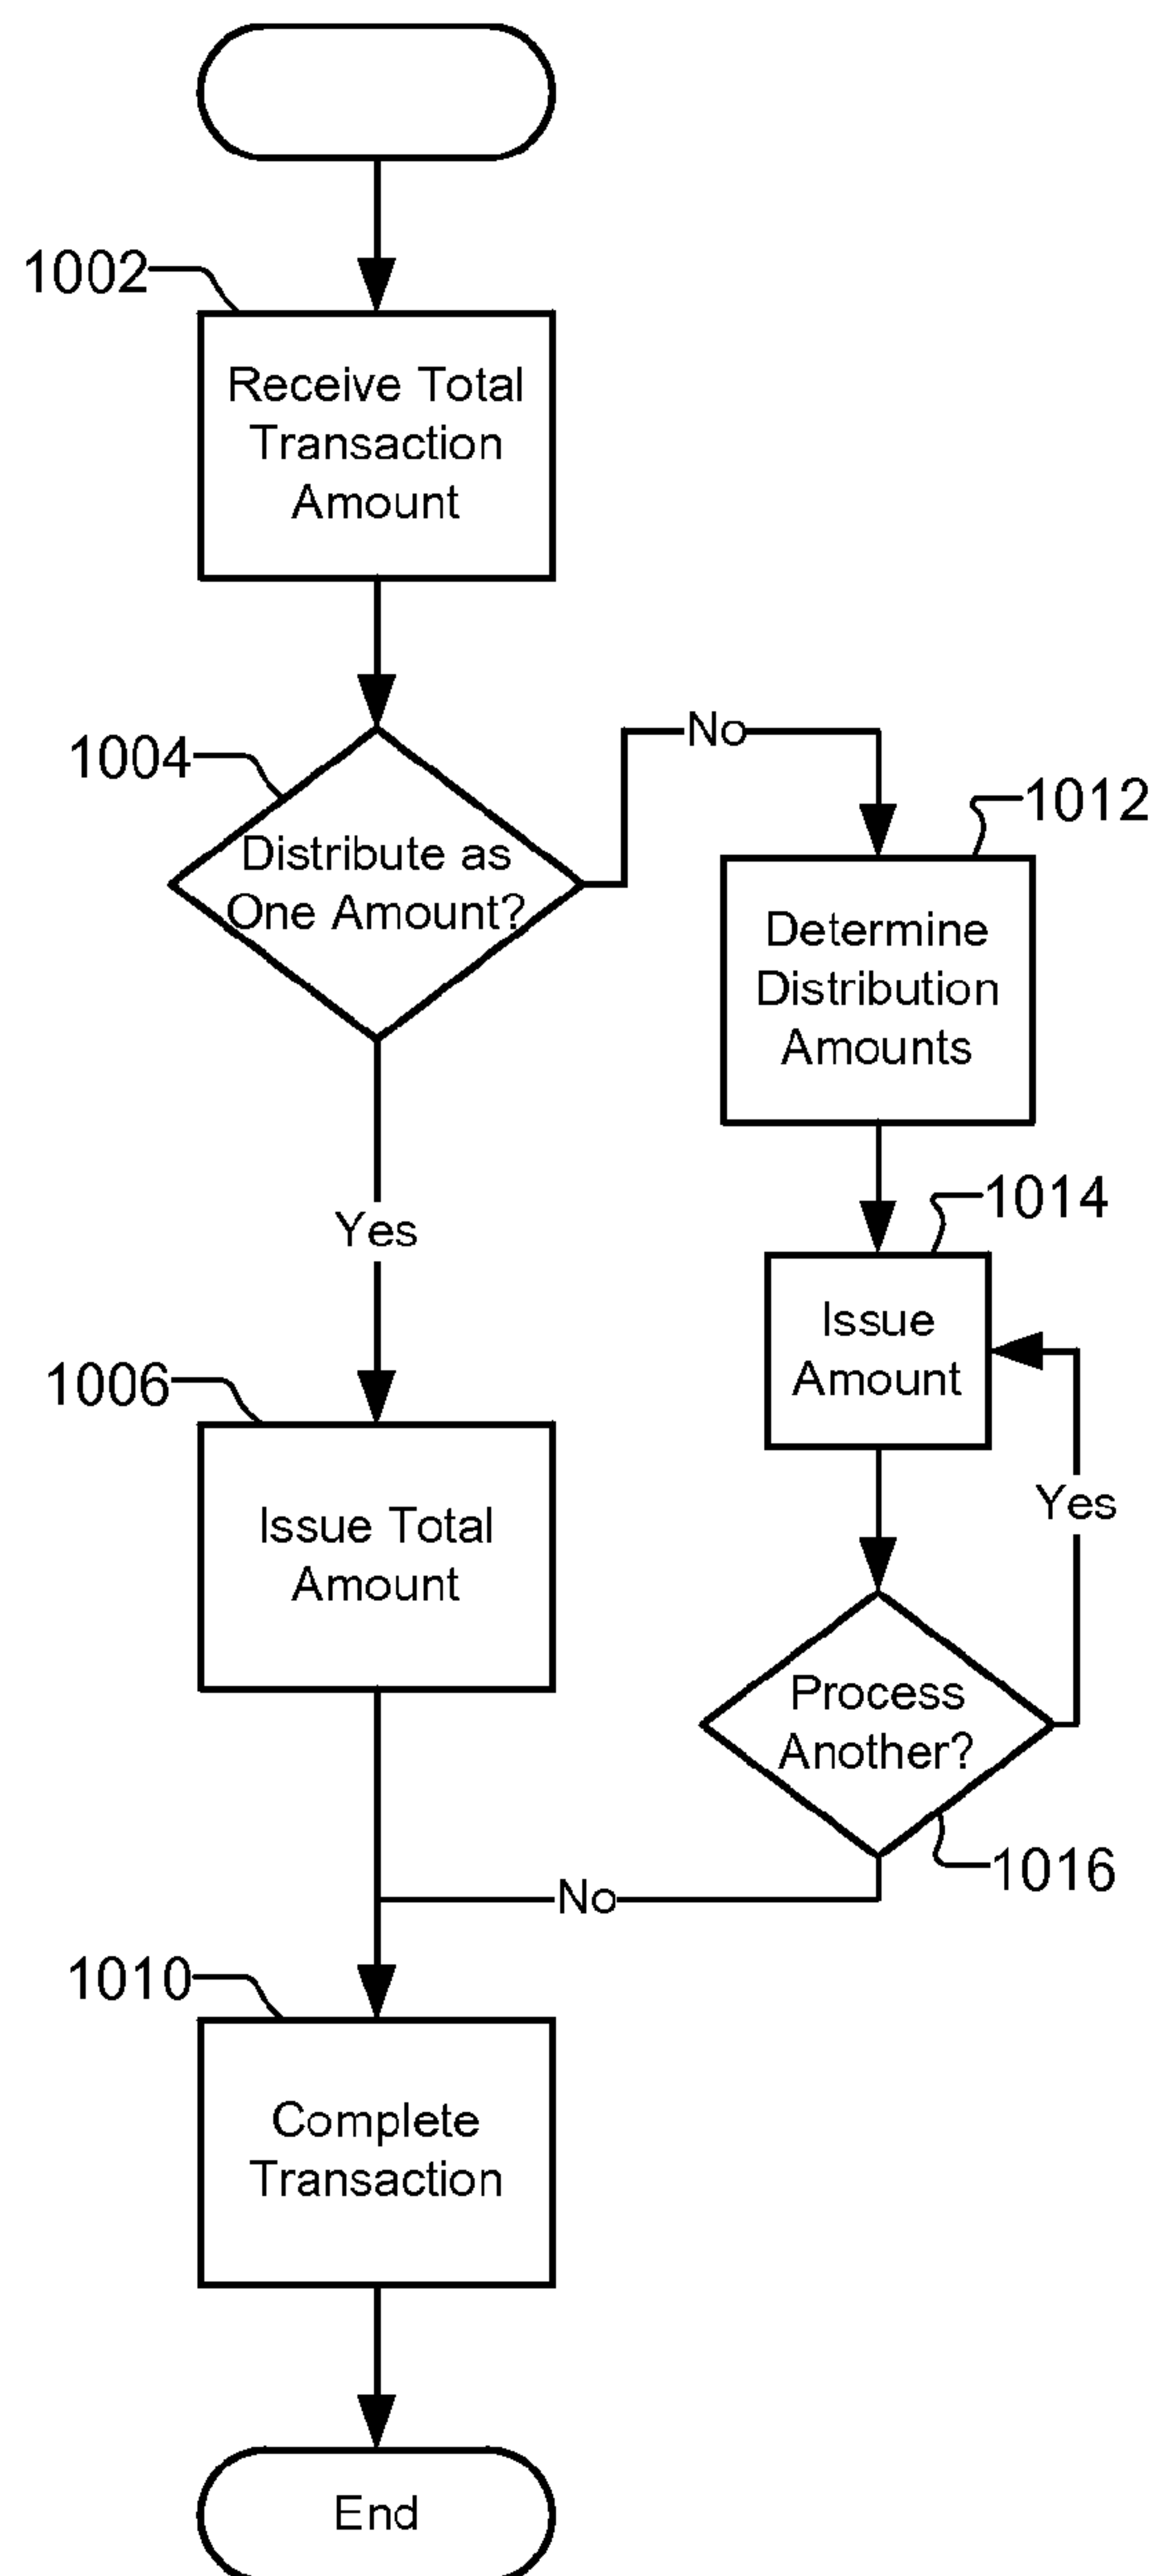 1002
Receive Total
Transaction
Amount
1004
Distribute as
One Amount?
No
1012
Determine
Distribution
Amounts
Yes
1014
Issue
Amount
1006
Issue Total
Amount
Yes
Process
Another?
1016
No
1010
Complete
Transaction
End